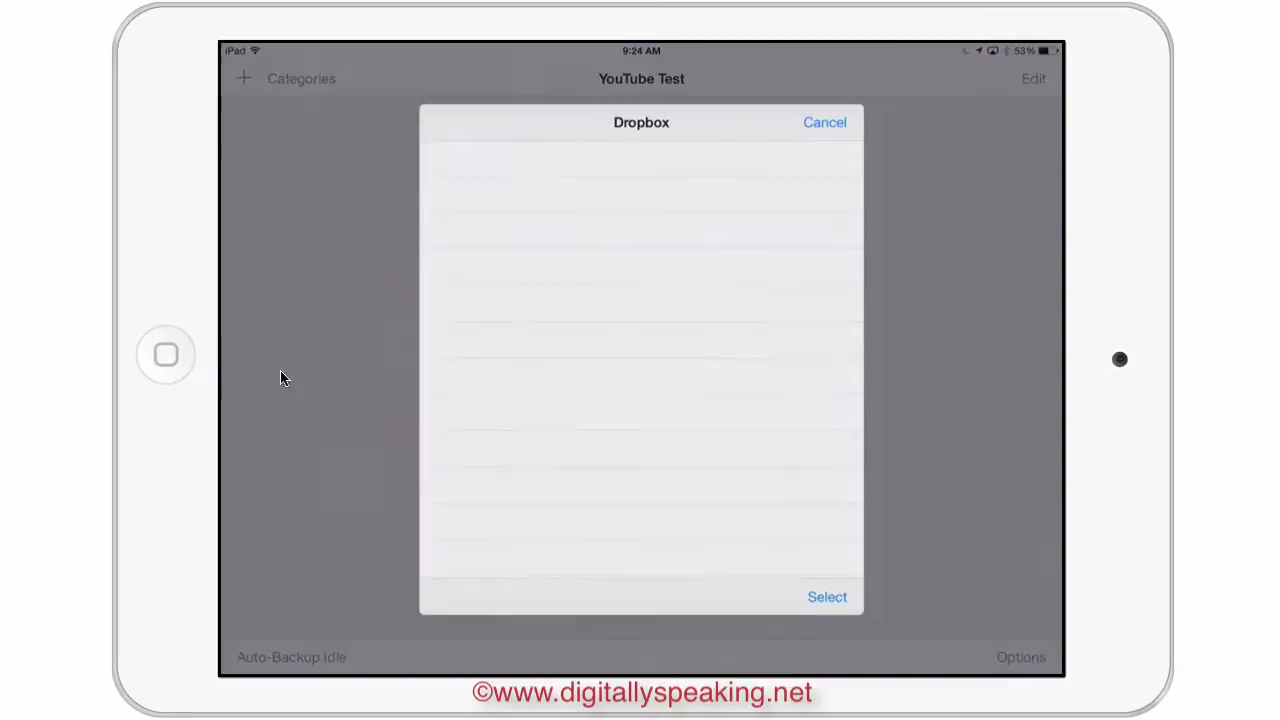 iPad
9:24 AM
53%
Categories
YouTube Test
Edit
Dropbox
Cancel
Select
Auto-Backup Idle
Options
©www.digitallyspeaking.net